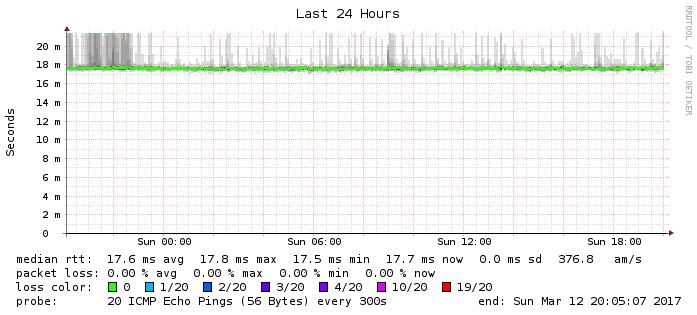 Last 24 Hours
RRDTOOL / TOBI OETIKER
Seconds
20 m
18 m
16 m
14 m
12 m
10 m
8 m
6 m
4 m
2 m
0
Sun 00:00 Sun 06:00 Sun 12:00 Sun 18:00
median rtt: 17.6 ms avg 17.8 ms max 17.5 ms min 17.7 ms now 0.0 ms sd 376.8 am/s
packet loss: 0.00 % avg 0.00 % max 0.00 % min 0.00 % now
loss color: 0 1/20 2/20 3/20 4/20 10/20 19/20
probe: 20 ICMP Echo Pings (56 Bytes) every 300s end: Sun Mar 12 20:05:07 2017